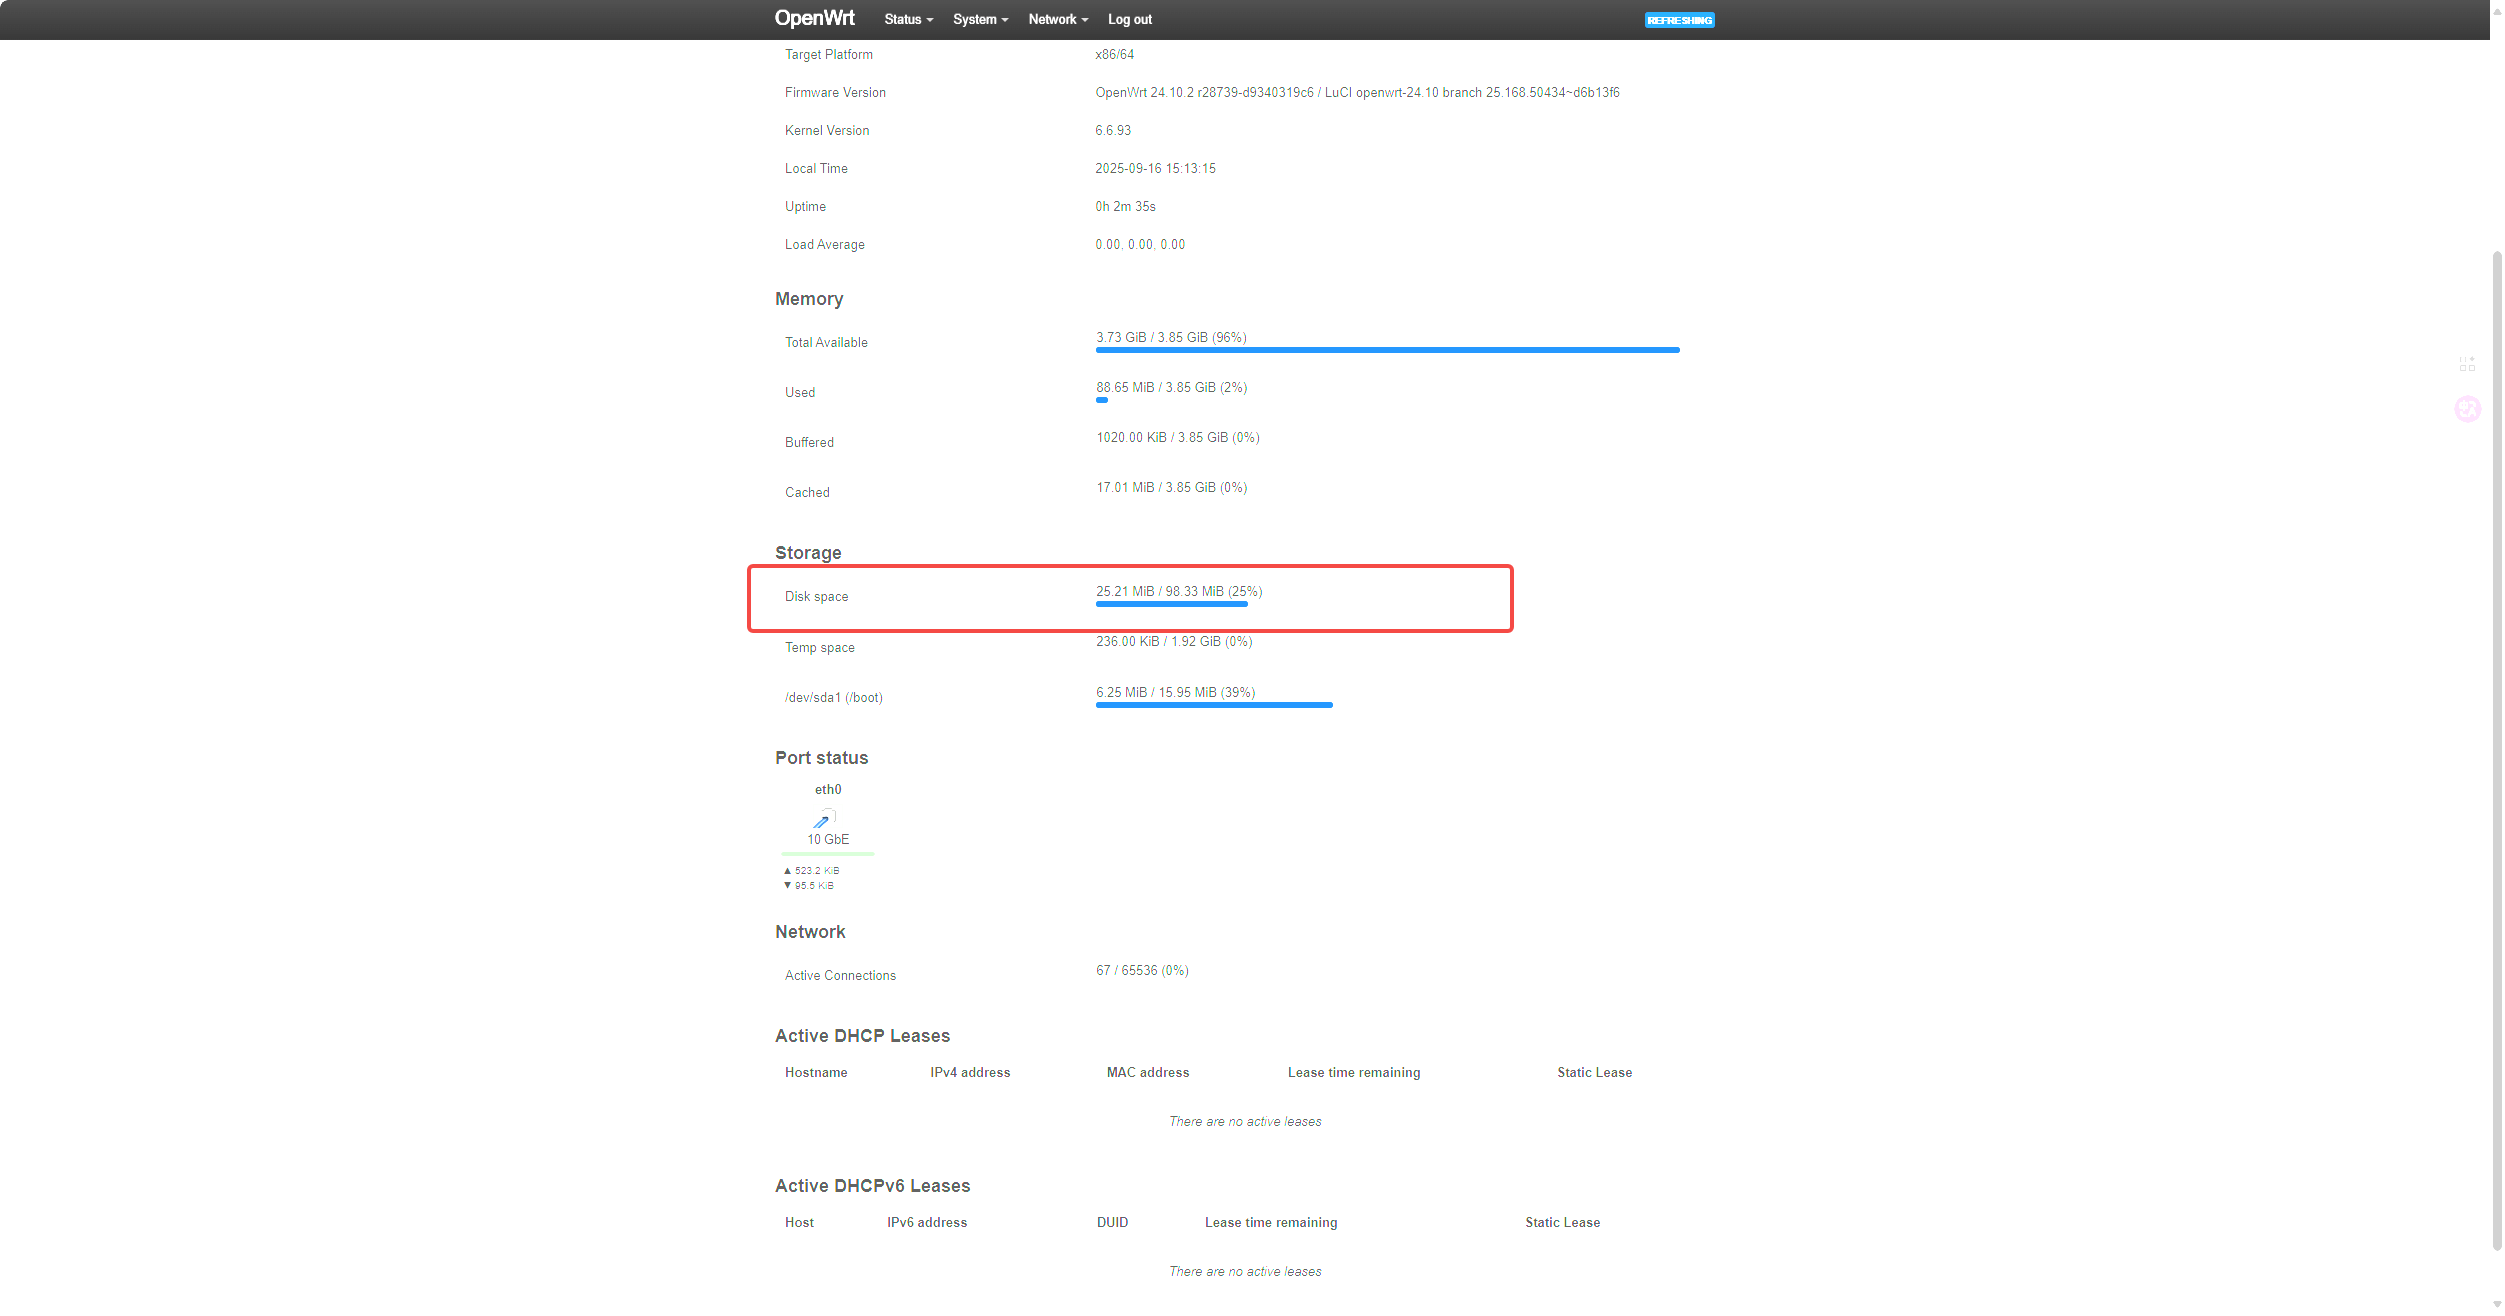 OpenWrt Status System Network Log out REFRESHING
Target Platform x86/64
Firmware Version OpenWrt 24.10.2 r28739-d9340319c6 / LuCI openwrt-24.10 branch 25.168.50434~d6b13f6
Kernel Version 6.6.93
Local Time 2025-09-16 15:13:15
Uptime 0h 2m 35s
Load Average 0.00, 0.00, 0.00
Memory
Total Available 3.73 GiB / 3.85 GiB (96%)
Used 88.65 MiB / 3.85 GiB (2%)
Buffered 1020.00 KiB / 3.85 GiB (0%)
Cached 17.01 MiB / 3.85 GiB (0%)
Storage
Disk space 25.21 MiB / 98.33 MiB (25%)
Temp space 236.00 KiB / 1.92 GiB (0%)
/dev/sda1 (/boot) 6.25 MiB / 15.95 MiB (39%)
Port status
eth0
10 GbE
▲ 523.2 KiB
▼ 95.5 KiB
Network
Active Connections 67 / 65536 (0%)
Active DHCP Leases
Hostname IPv4 address MAC address Lease time remaining Static Lease
There are no active leases
Active DHCPv6 Leases
Host IPv6 address DUID Lease time remaining Static Lease
There are no active leases